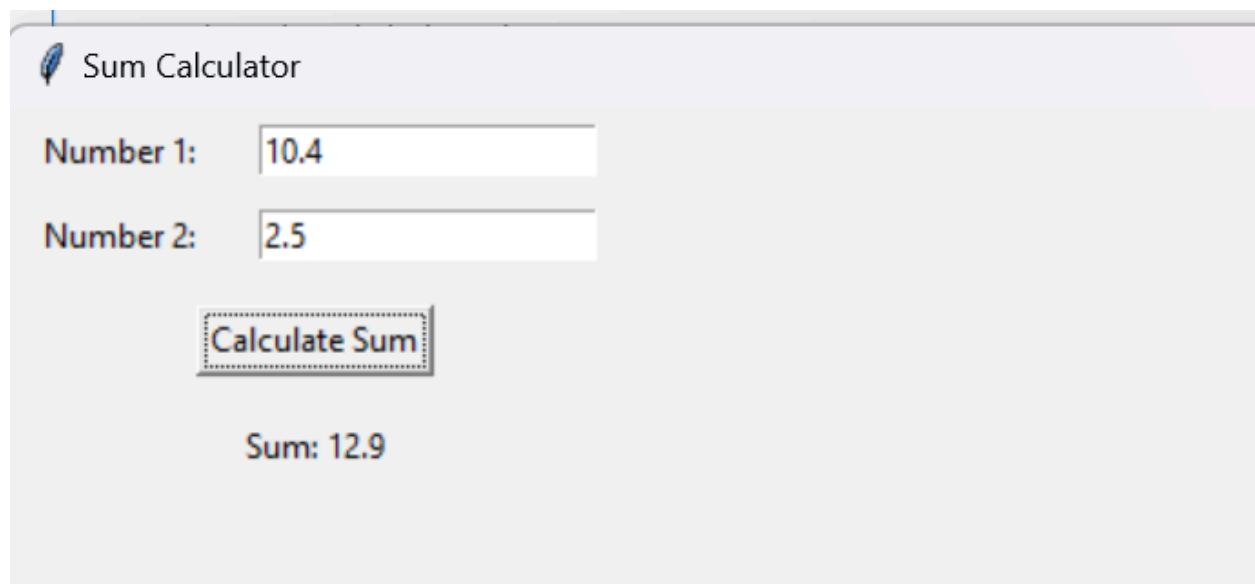 Sum Calculator
Number 1: 10.4
Number 2: 2.5
Calculate Sum
Sum: 12.9